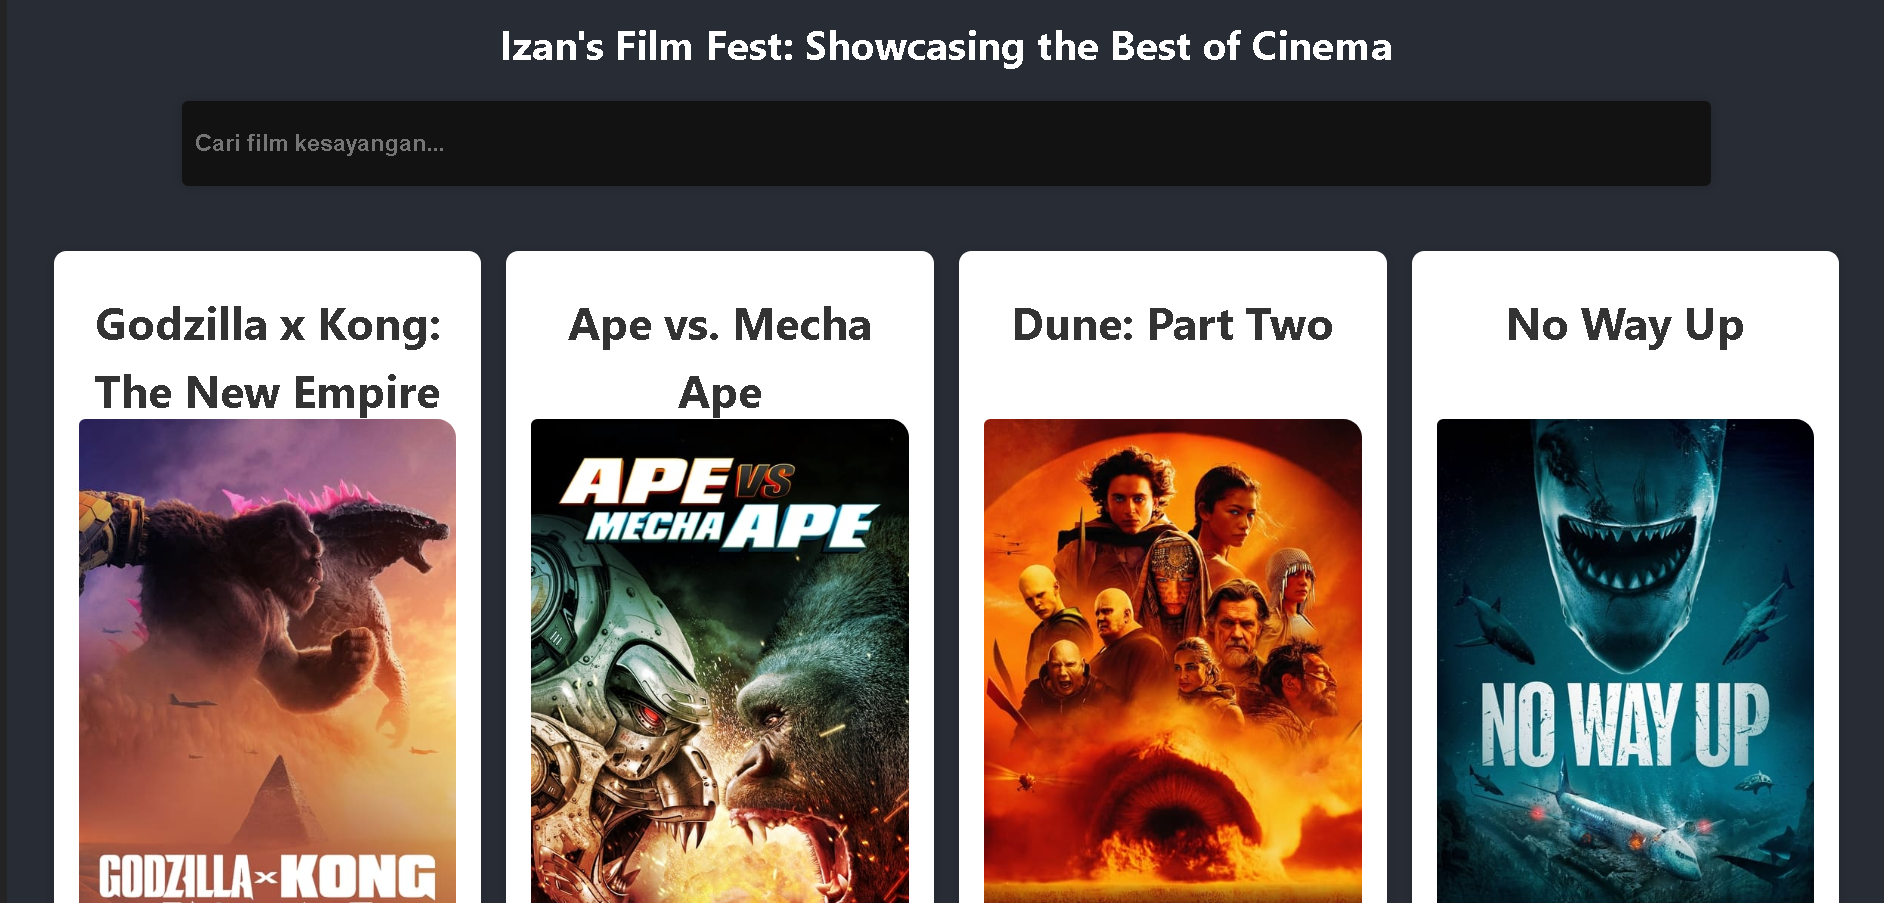 Izan's Film Fest: Showcasing the Best of Cinema
Cari film kesayangan...
Godzilla x Kong:
The New Empire
Ape vs. Mecha
Ape
Dune: Part Two
No Way Up
GODZILLA x KONG
APE VS
MECHA APE
NO WAY UP